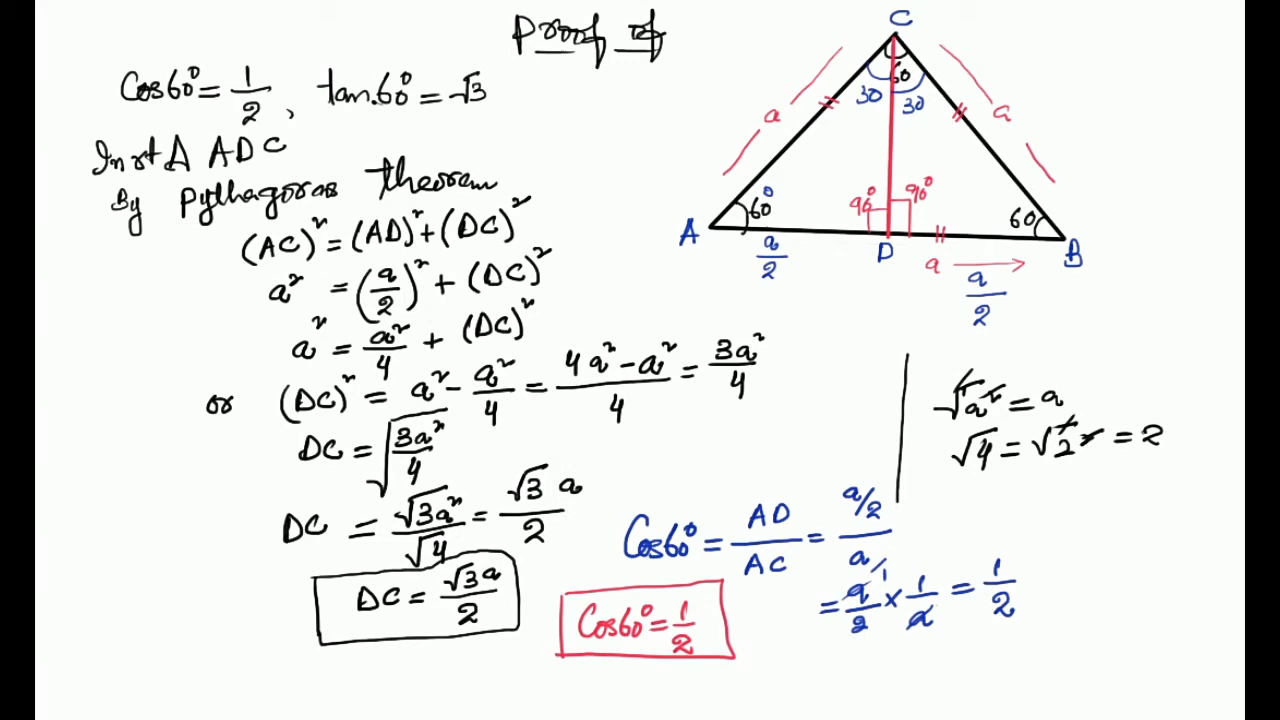 Proof of
Cos60° = 1/2, tan.60° = √3
In rt Δ ADC
By Pythagoras theorem
(AC)² = (AD)² + (DC)²
a² = (a/2)² + (DC)²
a² = a²/4 + (DC)²
or (DC)² = a² - a²/4 = (4a² - a²)/4 = 3a²/4
DC = √(3a²/4)
DC = √3a²/√4 = √3 a/2
DC = √3a/2
C
60
30 30
a a
90° 90°
60° 60
A D B
a/2 a → a/2
√a² = a
√4 = √2² = 2
Cos60° = AD/AC = (a/2)/(a/1)
= a/2 × 1/a = 1/2
Cos60° = 1/2